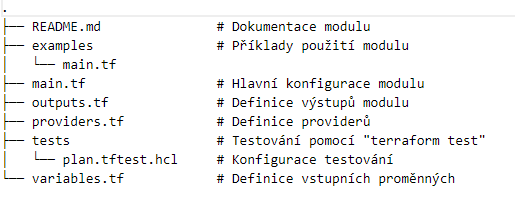 .
├── README.md                # Dokumentace modulu
├── examples                 # Příklady použití modulu
│   └── main.tf
├── main.tf                  # Hlavní konfigurace modulu
├── outputs.tf               # Definice výstupů modulu
├── providers.tf             # Definice providerů
├── tests                    # Testování pomocí "terraform test"
│   └── plan.tftest.hcl      # Konfigurace testování
└── variables.tf             # Definice vstupních proměnných